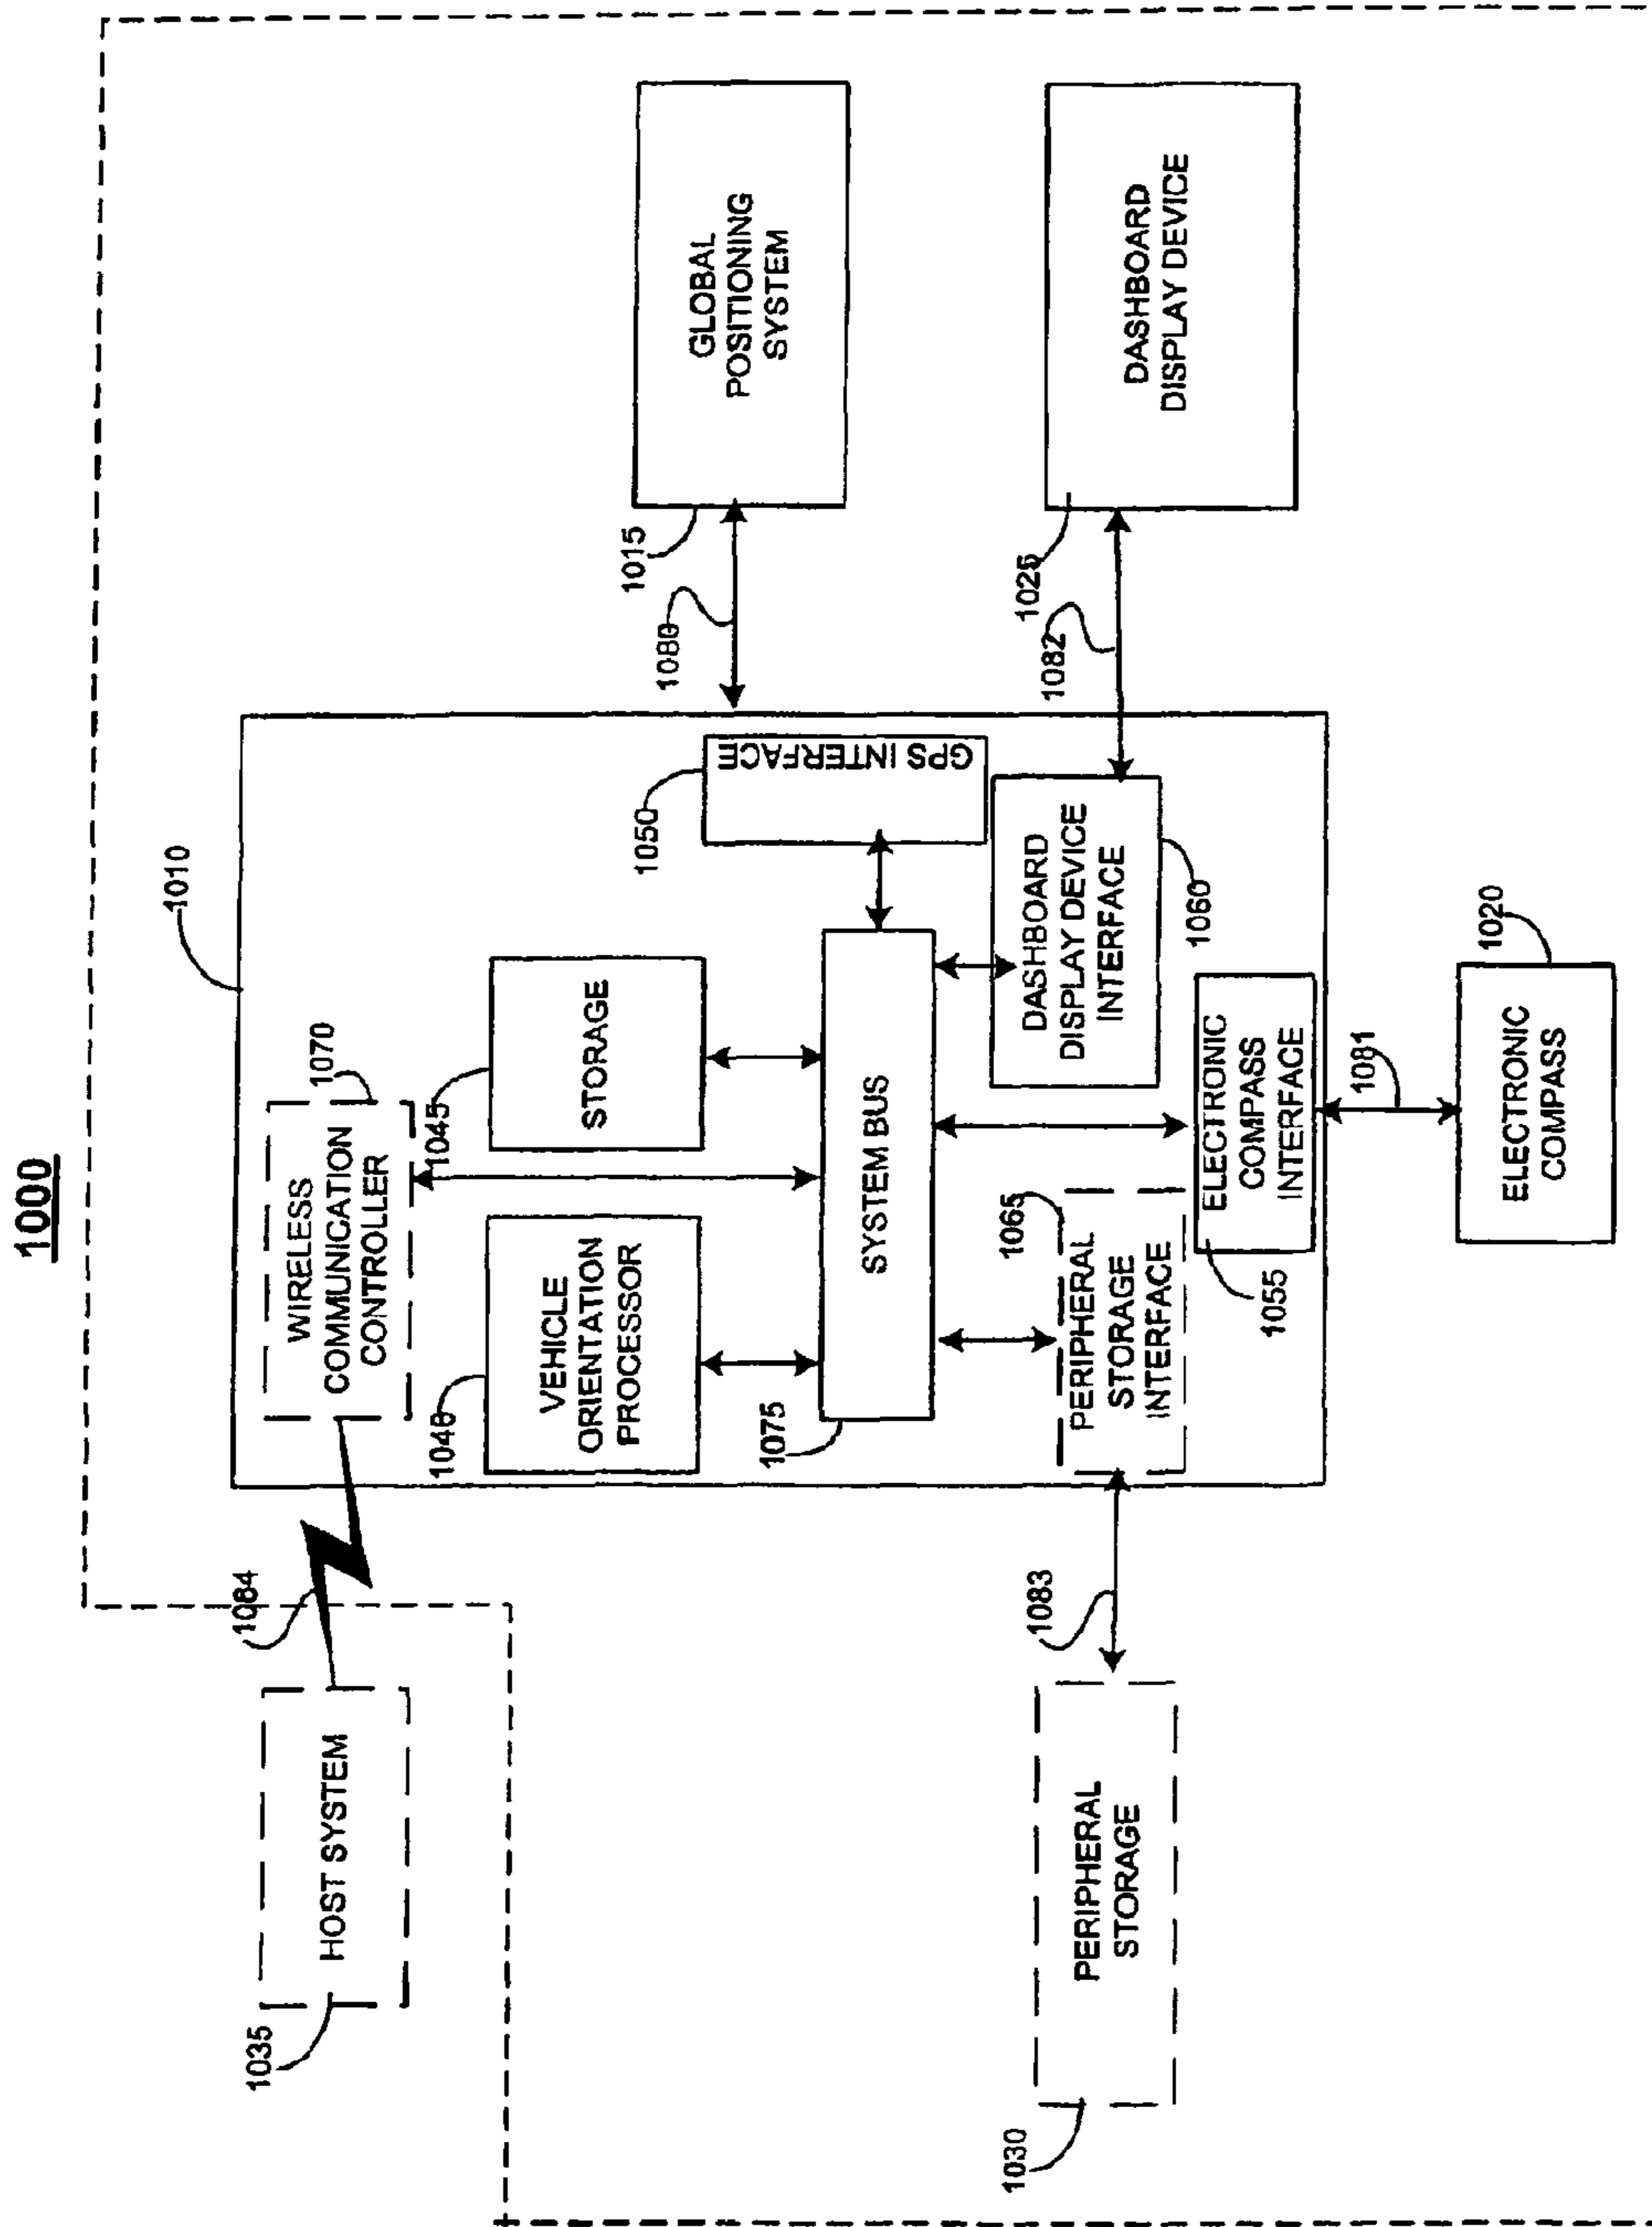 1000
1035
HOST SYSTEM
1084
WIRELESS
COMMUNICATION
CONTROLLER
1070
1010
1040
VEHICLE
ORIENTATION
PROCESSOR
1045
STORAGE
1075
SYSTEM BUS
1050
GPS INTERFACE
1080
1015
GLOBAL
POSITIONING
SYSTEM
1030
PERIPHERAL
STORAGE
1083
PERIPHERAL
STORAGE
INTERFACE
1065
1055
ELECTRONIC
COMPASS
INTERFACE
DASHBOARD
DISPLAY DEVICE
INTERFACE
1060
1082
1025
DASHBOARD
DISPLAY DEVICE
1081
ELECTRONIC
COMPASS
1020